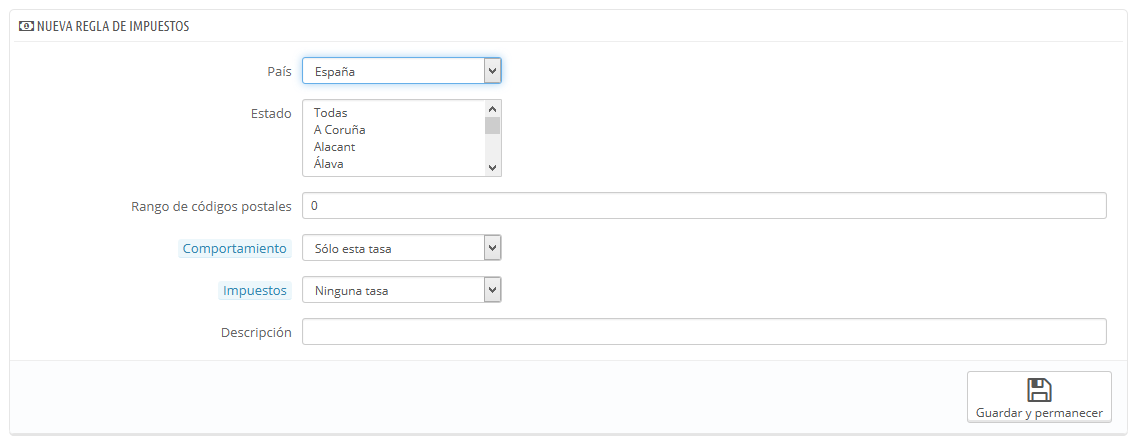 NUEVA REGLA DE IMPUESTOS
País España
Estado Todas
A Coruña
Alacant
Álava
Rango de códigos postales 0
Comportamiento Sólo esta tasa
Impuestos Ninguna tasa
Descripción
Guardar y permanecer